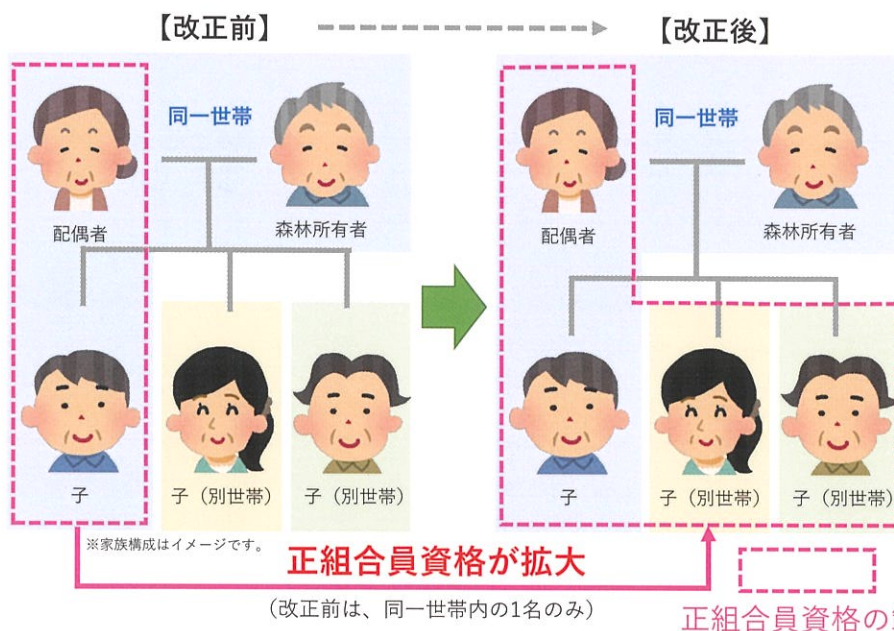 【改正前】
【改正後】
同一世帯
配偶者
森林所有者
子
子（別世帯）
子（別世帯）
※家族構成はイメージです。
同一世帯
配偶者
森林所有者
子
子（別世帯）
子（別世帯）
正組合員資格が拡大
（改正前は、同一世帯内の1名のみ）
正組合員資格の